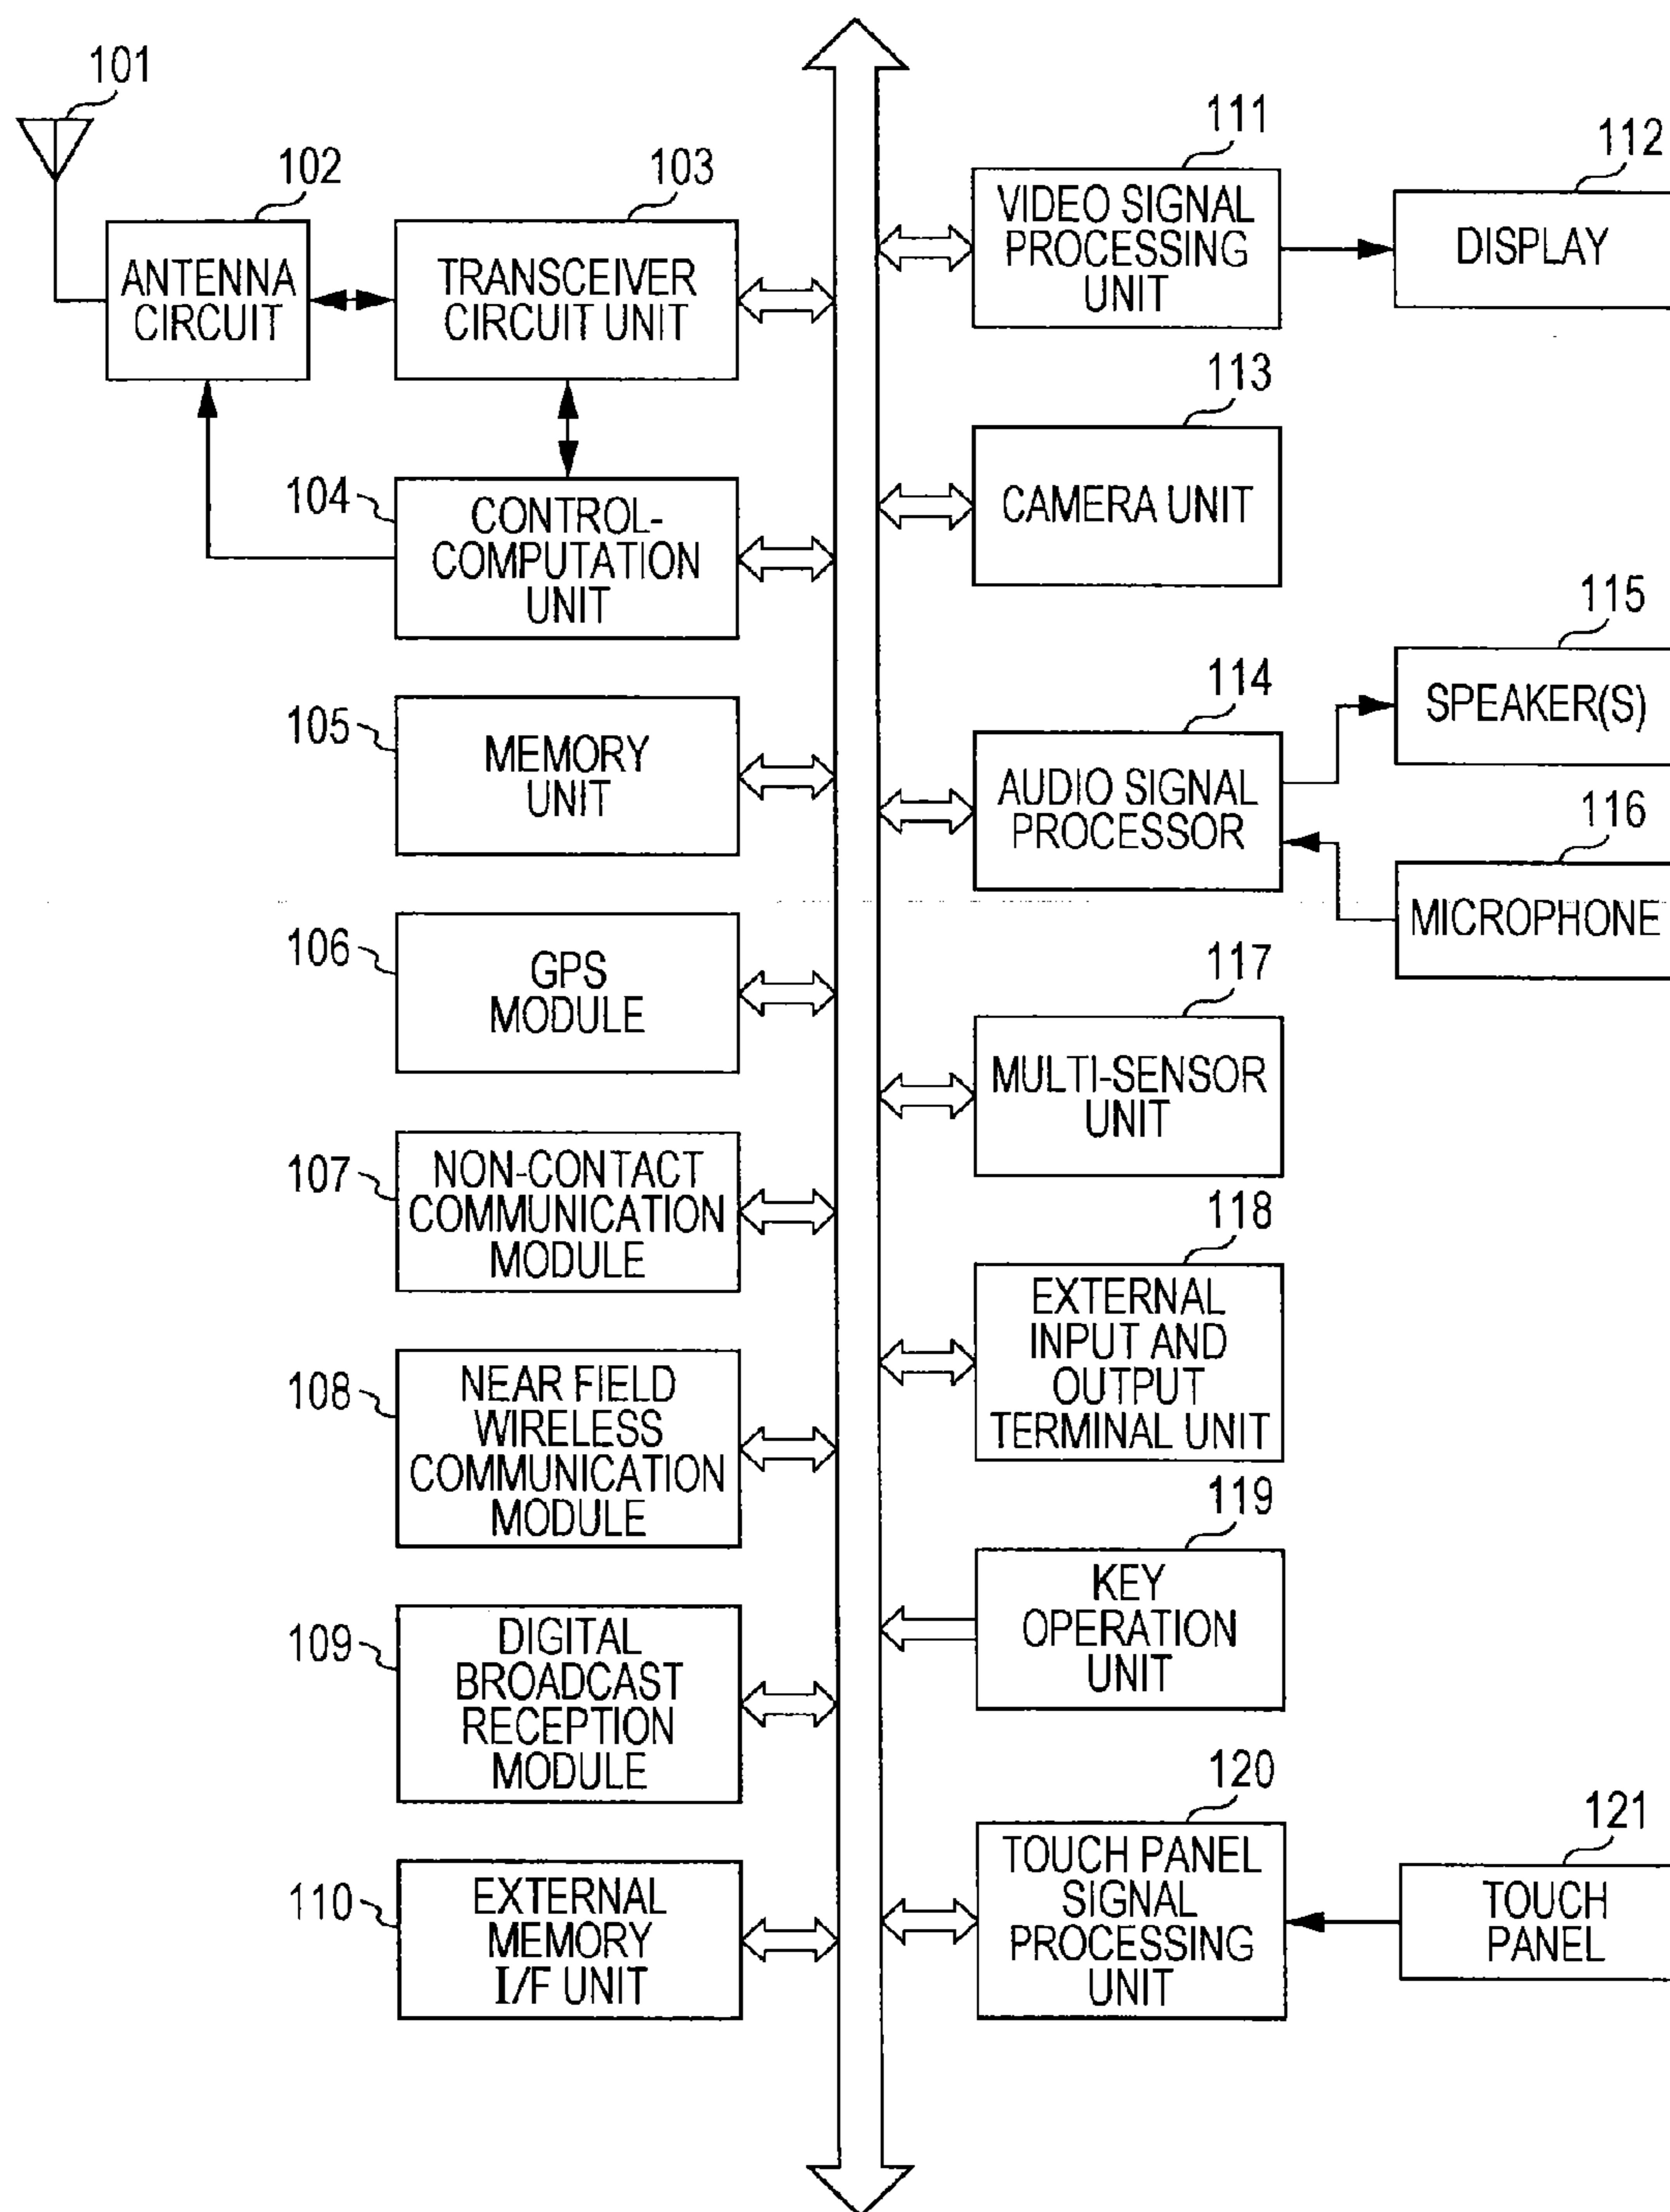 101
102
ANTENNA
CIRCUIT
103
TRANSCEIVER
CIRCUIT UNIT
104
CONTROL-
COMPUTATION
UNIT
105
MEMORY
UNIT
106
GPS
MODULE
107
NON-CONTACT
COMMUNICATION
MODULE
108
NEAR FIELD
WIRELESS
COMMUNICATION
MODULE
109
DIGITAL
BROADCAST
RECEPTION
MODULE
110
EXTERNAL
MEMORY
I/F UNIT
111
VIDEO SIGNAL
PROCESSING
UNIT
112
DISPLAY
113
CAMERA UNIT
114
AUDIO SIGNAL
PROCESSOR
115
SPEAKER(S)
116
MICROPHONE
117
MULTI-SENSOR
UNIT
118
EXTERNAL
INPUT AND
OUTPUT
TERMINAL UNIT
119
KEY
OPERATION
UNIT
120
TOUCH PANEL
SIGNAL
PROCESSING
UNIT
121
TOUCH
PANEL